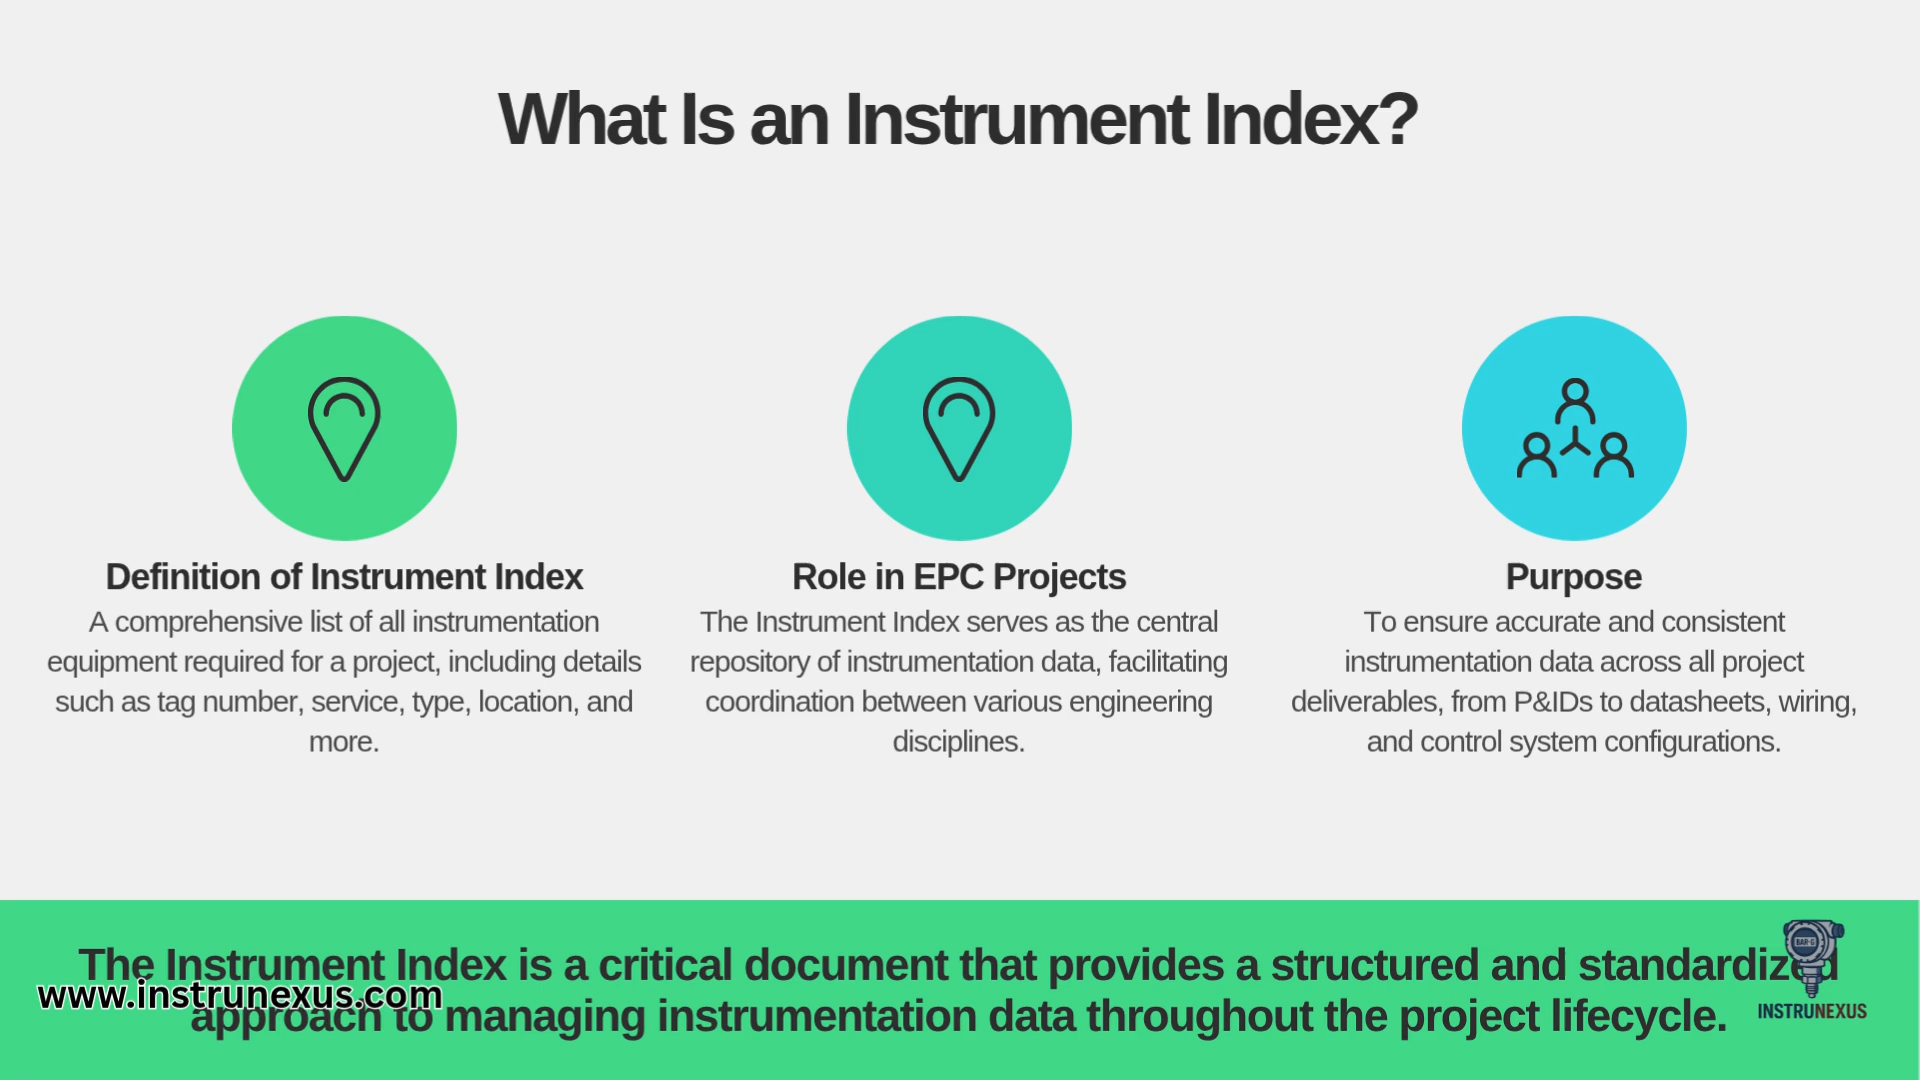 What Is an Instrument Index?
Definition of Instrument Index
A comprehensive list of all instrumentation
equipment required for a project, including details
such as tag number, service, type, location, and
more.
Role in EPC Projects
The Instrument Index serves as the central
repository of instrumentation data, facilitating
coordination between various engineering
disciplines.
Purpose
To ensure accurate and consistent
instrumentation data across all project
deliverables, from P&IDs to datasheets, wiring,
and control system configurations.
The Instrument Index is a critical document that provides a structured and standardized
approach to managing instrumentation data throughout the project lifecycle.
www.instrunexus.com
BAR-G
INSTRUNEXUS